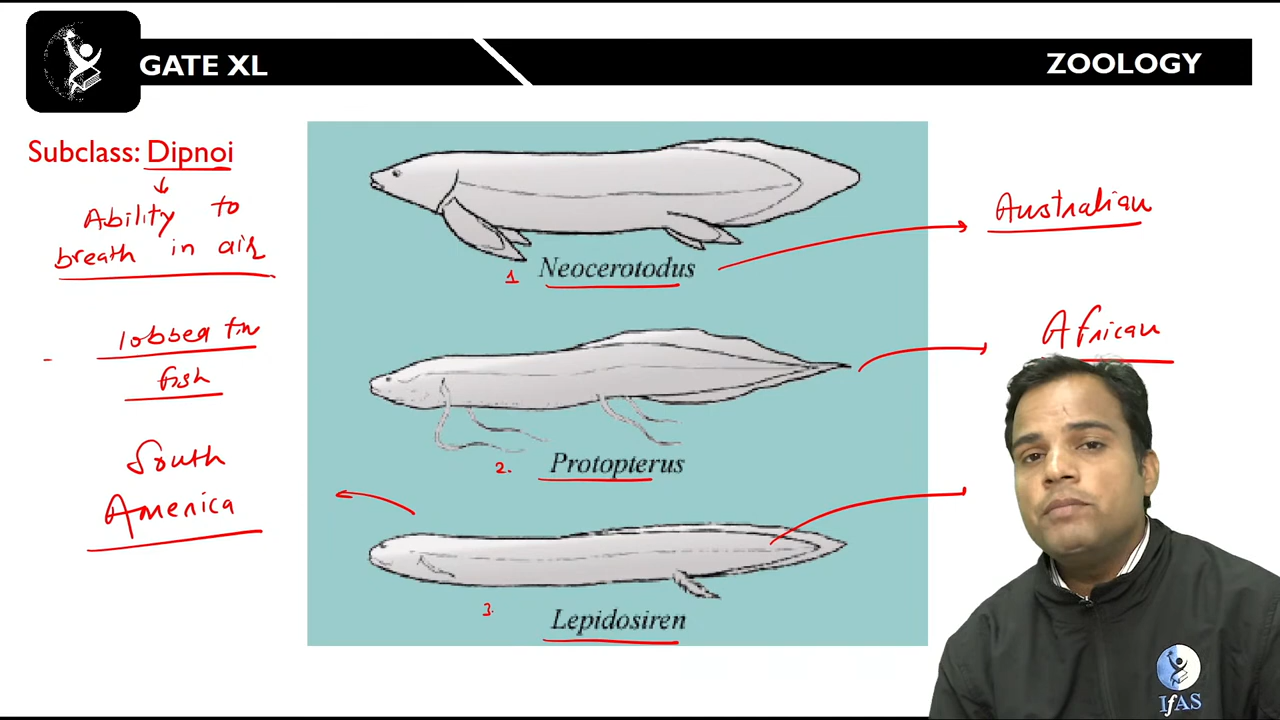 GATE XL
ZOOLOGY
Subclass: Dipnoi
Ability to
breath in air
lobbed fin
fish
South
America
1 Neocerotodus
Australian
2. Protopterus
African
3. Lepidosiren
IfAS